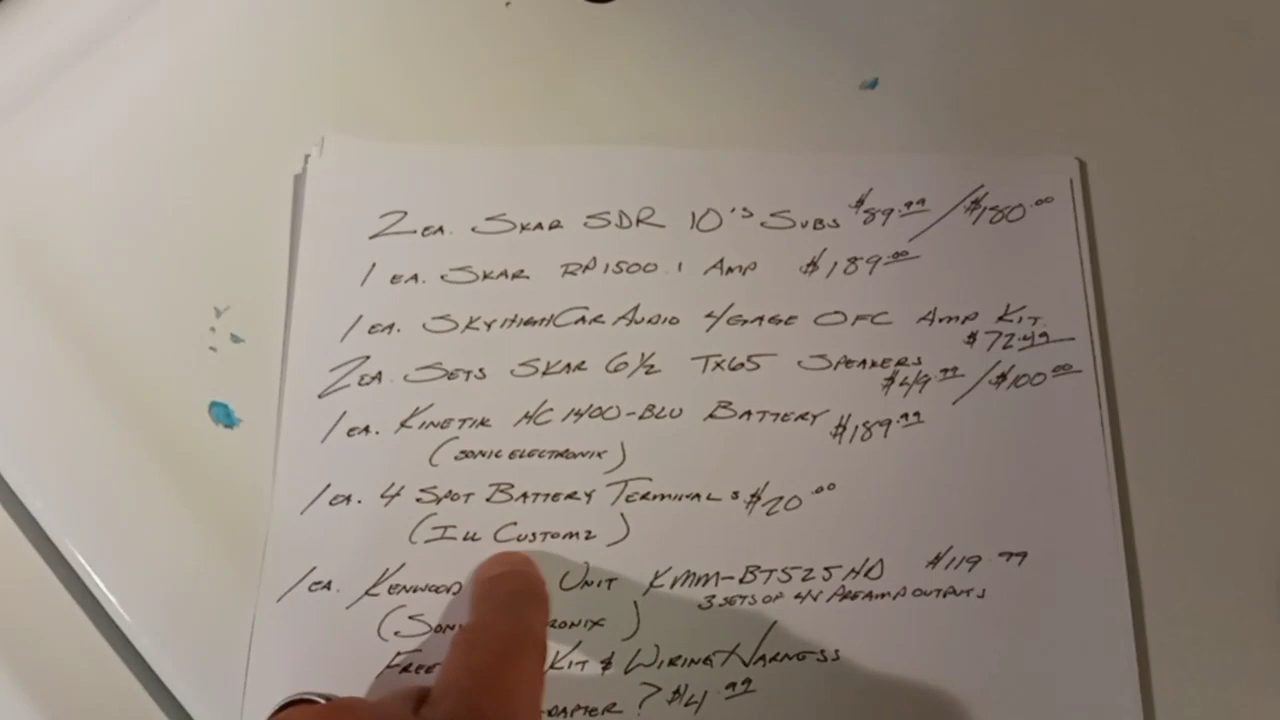 2 EA. SKAR SDR 10'S SUBS $89.99 / $180.00
1 EA. SKAR RP1500.1 AMP $189.00
1 EA. SKYHIGHCARAUDIO 4 GAGE OFC AMP KIT
$72.49
2 EA. SETS SKAR 6 1/2 TX65 SPEAKERS
$49.99 / $100.00
1 EA. KINETIK HC1400-BLU BATTERY $189.99
(SONIC ELECTRONIX)
1 EA. 4 SPOT BATTERY TERMINALS $20.00
(ILL CUSTOMZ)
1 EA. KENWOOD UNIT KMM-BT525HD $119.99
3 SETS OF 4V PREAMP OUTPUTS
FREE KIT & WIRING HARNESS
? $4.99